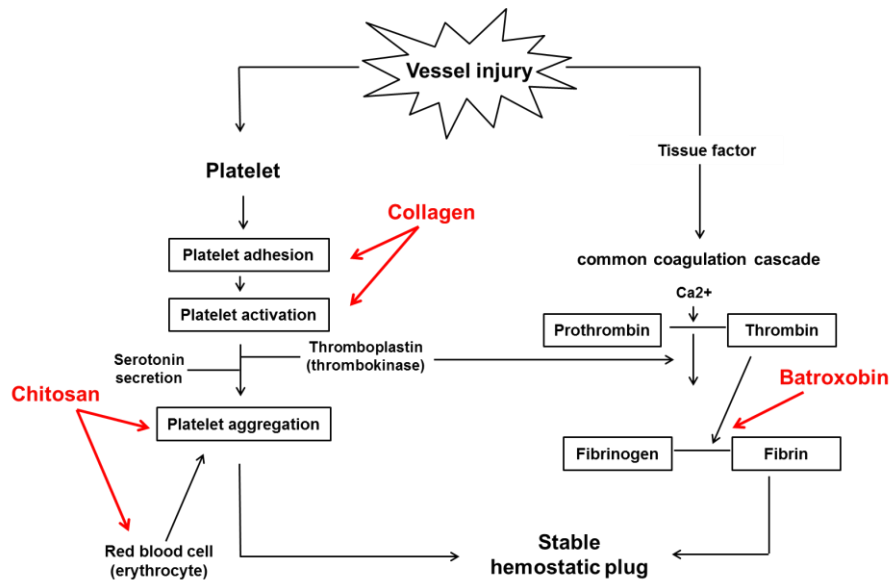 Vessel injury
Tissue factor
Platelet
Collagen
Platelet adhesion
common coagulation cascade
Platelet activation
Ca2+
Prothrombin
Thrombin
Thromboplastin
(thrombokinase)
Serotonin
secretion
Batroxobin
Chitosan
Platelet aggregation
Fibrinogen
Fibrin
Red blood cell
(erythrocyte)
Stable
hemostatic plug